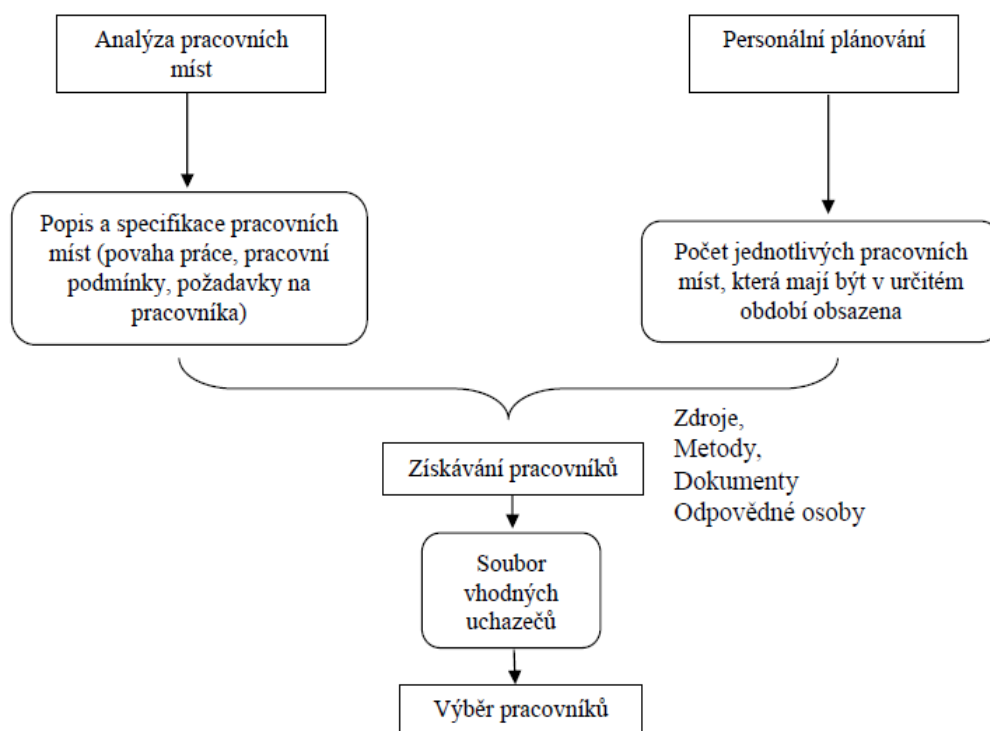 Analýza pracovních
míst
Personální plánování
Popis a specifikace pracovních
míst (povaha práce, pracovní
podmínky, požadavky na
pracovníka)
Počet jednotlivých pracovních
míst, která mají být v určitém
období obsazena
Zdroje,
Metody,
Dokumenty
Odpovědné osoby
Získávání pracovníků
Soubor
vhodných
uchazečů
Výběr pracovníků